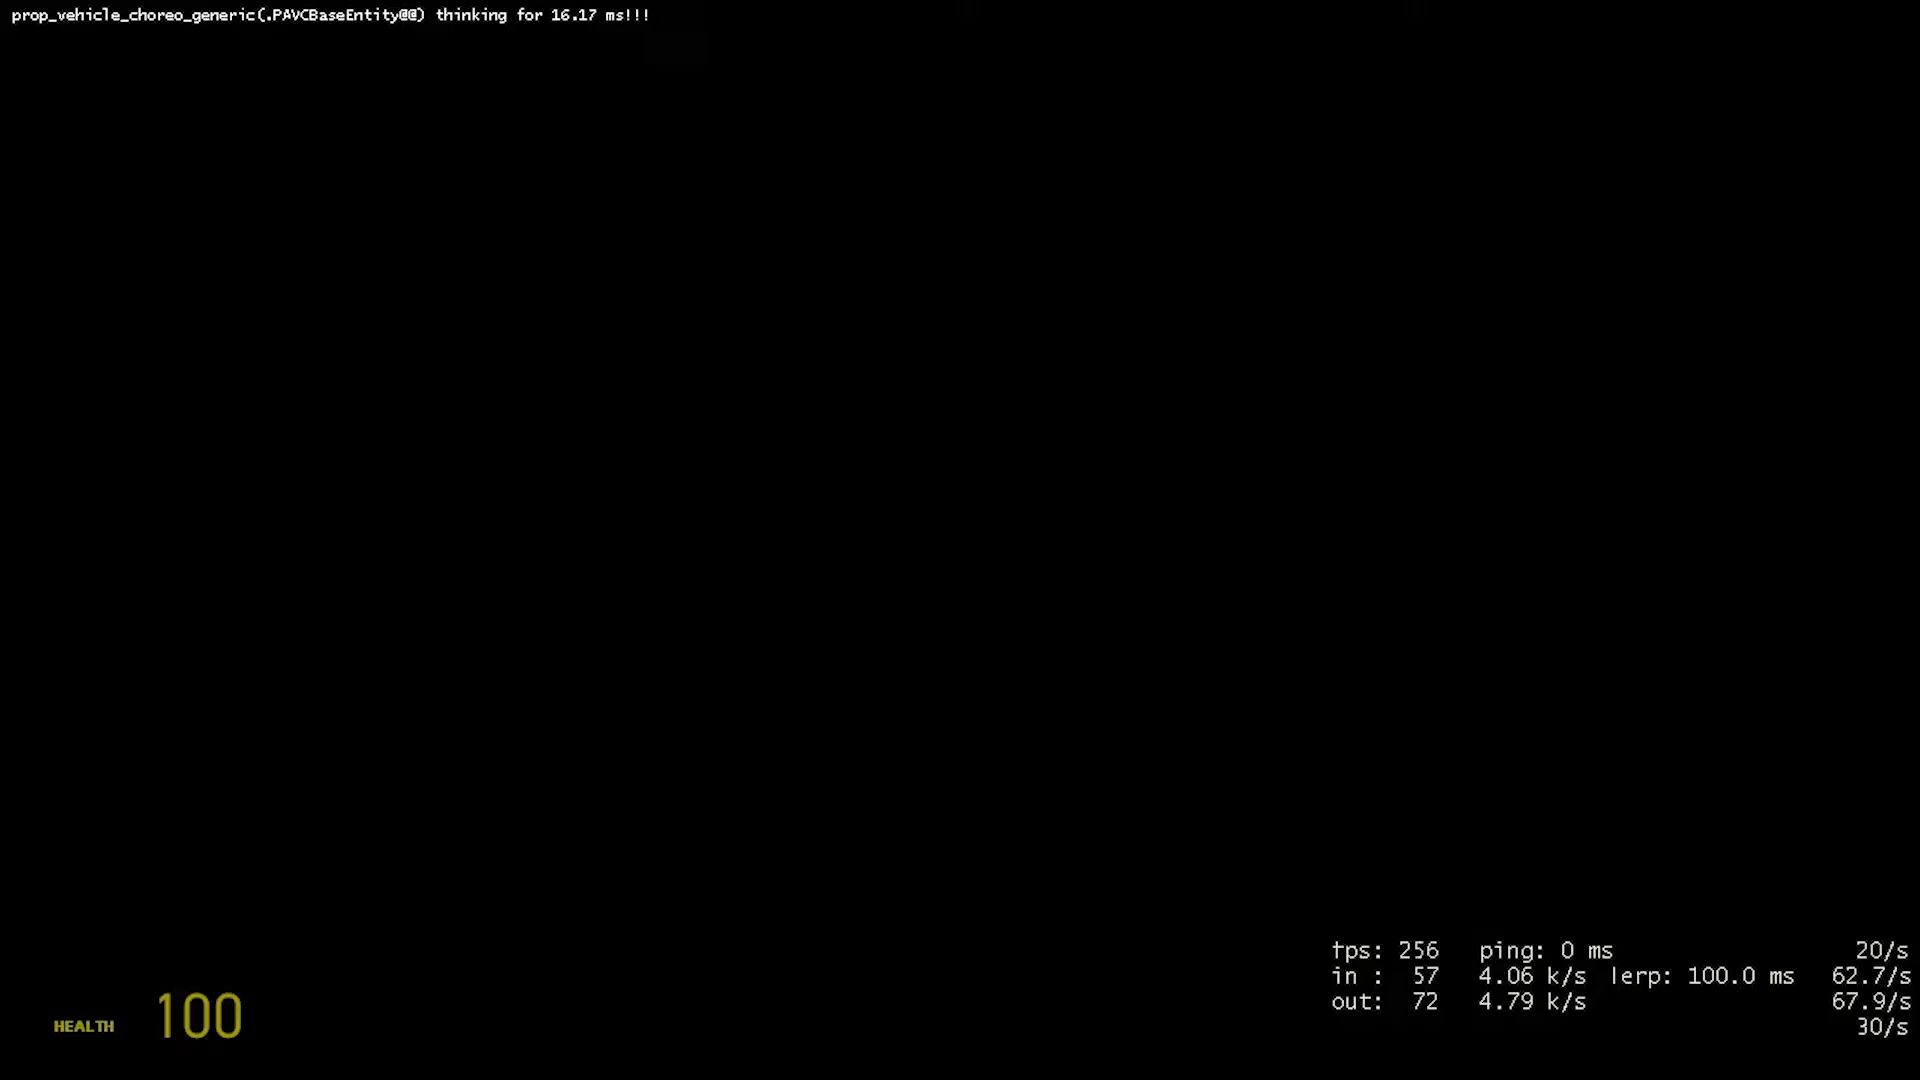 prop_vehicle_choreo_generic(.PAVCBaseEntity@@) thinking for 16.17 ms!!!
fps: 256 ping: 0 ms 20/s
in : 57 4.06 k/s lerp: 100.0 ms 62.7/s
out: 72 4.79 k/s 67.9/s
30/s
HEALTH 100